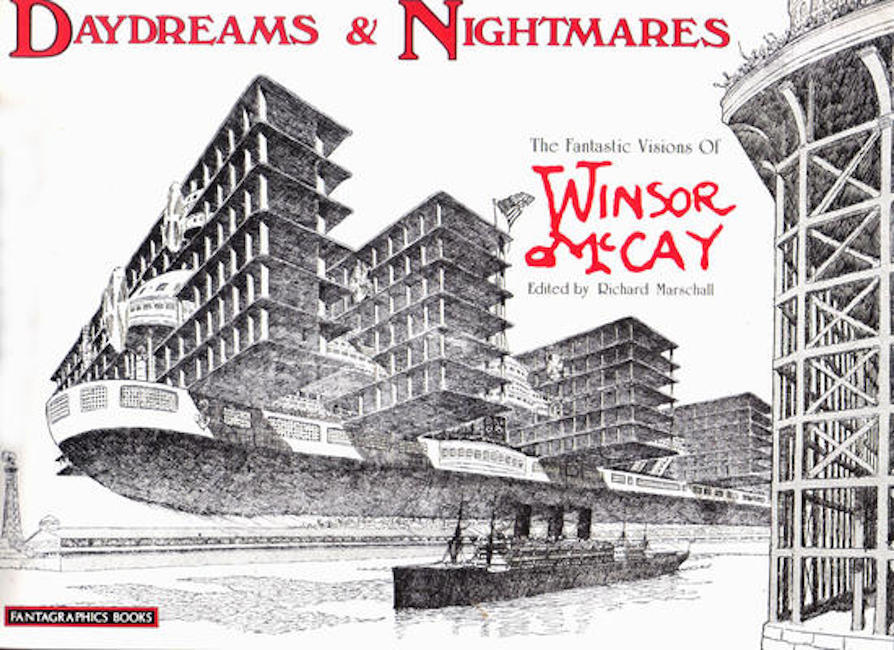 DAYDREAMS & NIGHTMARES
The Fantastic Visions Of
WINSOR
McCAY
Edited by Richard Marschall
FANTAGRAPHICS BOOKS